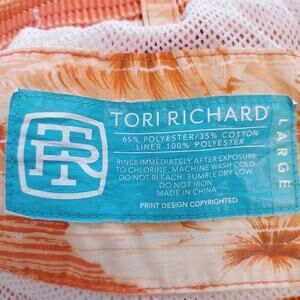 TR
TORI RICHARD®
65% POLYESTER/35% COTTON
LINER 100% POLYESTER
RINSE IMMEDIATELY AFTER EXPOSURE
TO CHLORINE. MACHINE WASH COLD.
DO NOT BLEACH. TUMBLE DRY LOW.
DO NOT IRON
MADE IN CHINA
PRINT DESIGN COPYRIGHTED
LARGE